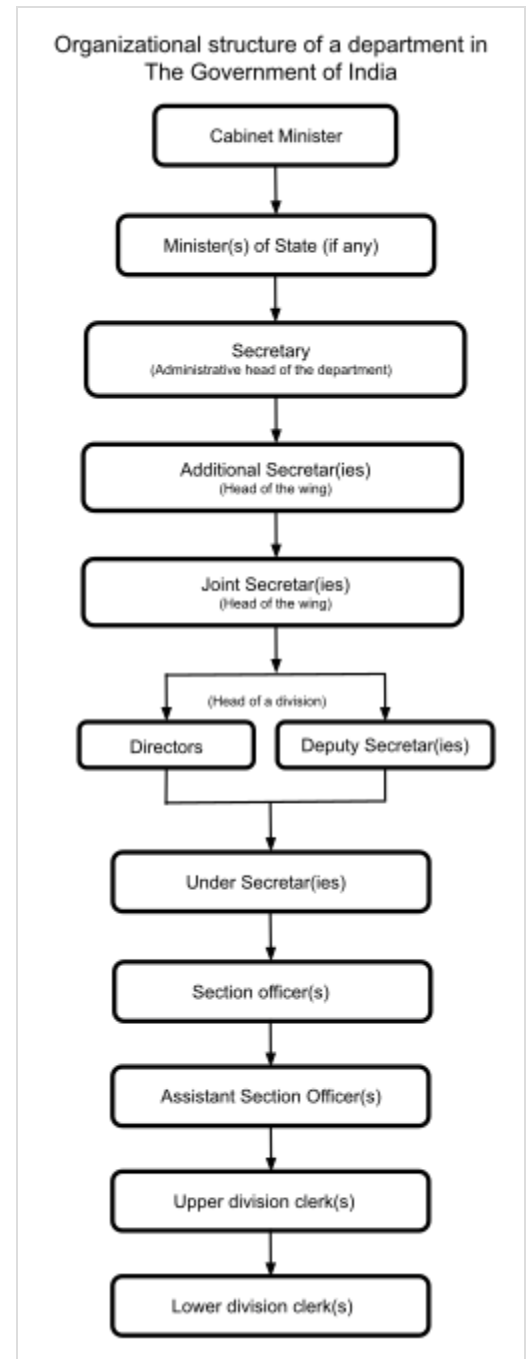 Organizational structure of a department in
The Government of India
Cabinet Minister
Minister(s) of State (if any)
Secretary
(Administrative head of the department)
Additional Secretar(ies)
(Head of the wing)
Joint Secretar(ies)
(Head of the wing)
(Head of a division)
Directors
Deputy Secretar(ies)
Under Secretar(ies)
Section officer(s)
Assistant Section Officer(s)
Upper division clerk(s)
Lower division clerk(s)